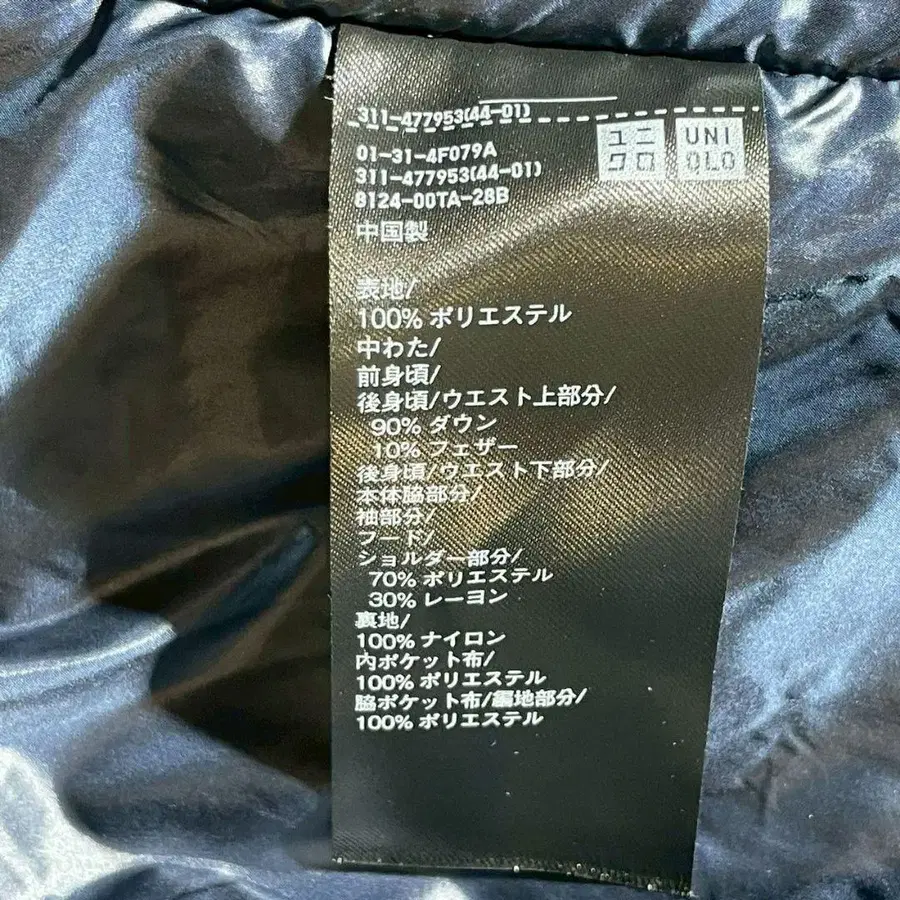 311-477953(44-01)
ユニクロ
UNIQLO
01-31-4F079A
311-477953(44-01)
8124-00TA-28B
中国製
表地/
100% ポリエステル
中わた/
前身頃/
後身頃/ウエスト上部分/
90% ダウン
10% フェザー
後身頃/ウエスト下部分/
本体脇部分/
袖部分/
フード/
ショルダー部分/
70% ポリエステル
30% レーヨン
裏地/
100% ナイロン
内ポケット布/
100% ポリエステル
脇ポケット布/編地部分/
100% ポリエステル